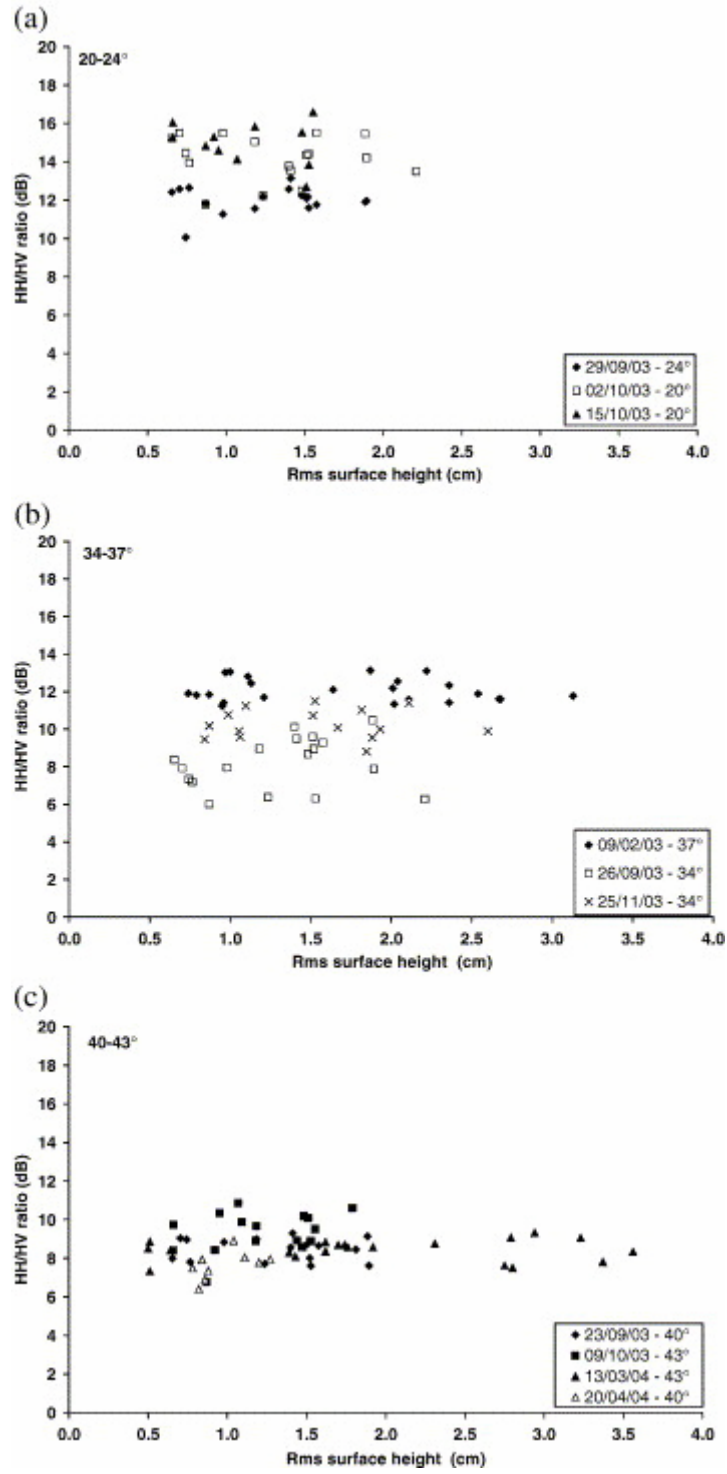 (a)
20
20-24°
18
16
14
12
10
8
6
4
2
0
HH/HV ratio (dB)
29/09/03 - 24°
02/10/03 - 20°
15/10/03 - 20°
0.0 0.5 1.0 1.5 2.0 2.5 3.0 3.5 4.0
Rms surface height (cm)
(b)
20
34-37°
18
16
14
12
10
8
6
4
2
0
HH/HV ratio (dB)
09/02/03 - 37°
26/09/03 - 34°
25/11/03 - 34°
0.0 0.5 1.0 1.5 2.0 2.5 3.0 3.5 4.0
Rms surface height (cm)
(c)
20
40-43°
18
16
14
12
10
8
6
4
2
0
HH/HV ratio (dB)
23/09/03 - 40°
09/10/03 - 43°
13/03/04 - 43°
20/04/04 - 40°
0.0 0.5 1.0 1.5 2.0 2.5 3.0 3.5 4.0
Rms surface height (cm)